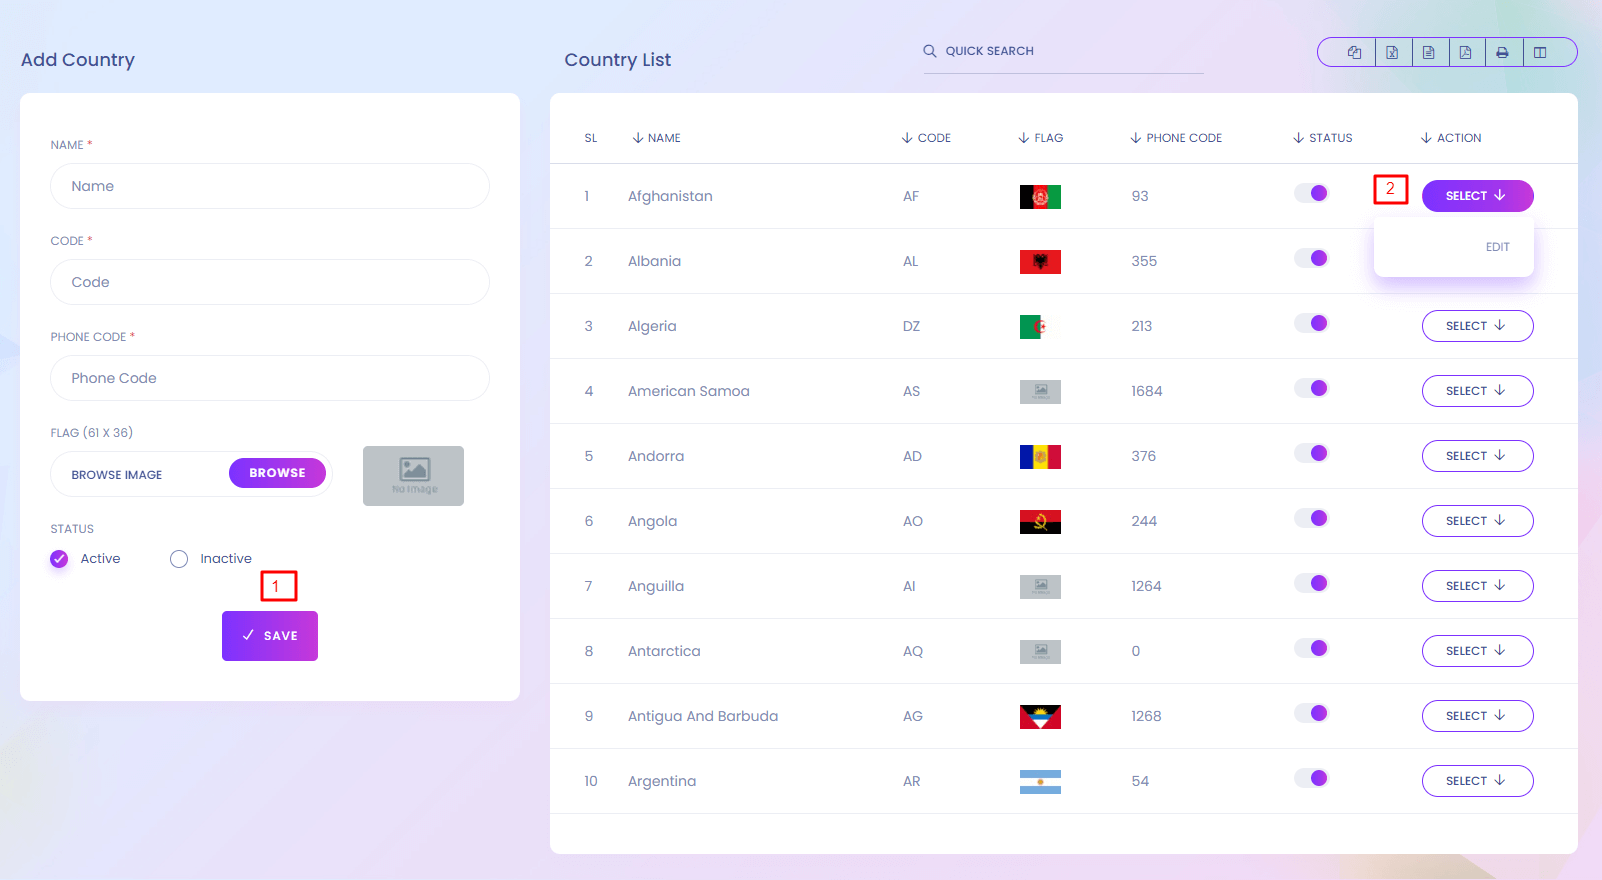 Add Country
NAME *
Name
CODE *
Code
PHONE CODE *
Phone Code
FLAG (61 X 36)
BROWSE IMAGE BROWSE
No Image
STATUS
Active Inactive
1
SAVE
Country List QUICK SEARCH
SL NAME CODE FLAG PHONE CODE STATUS ACTION
1 Afghanistan AF 93 2 SELECT
EDIT
2 Albania AL 355
3 Algeria DZ 213 SELECT
4 American Samoa AS 1684 SELECT
5 Andorra AD 376 SELECT
6 Angola AO 244 SELECT
7 Anguilla AI 1264 SELECT
8 Antarctica AQ 0 SELECT
9 Antigua And Barbuda AG 1268 SELECT
10 Argentina AR 54 SELECT